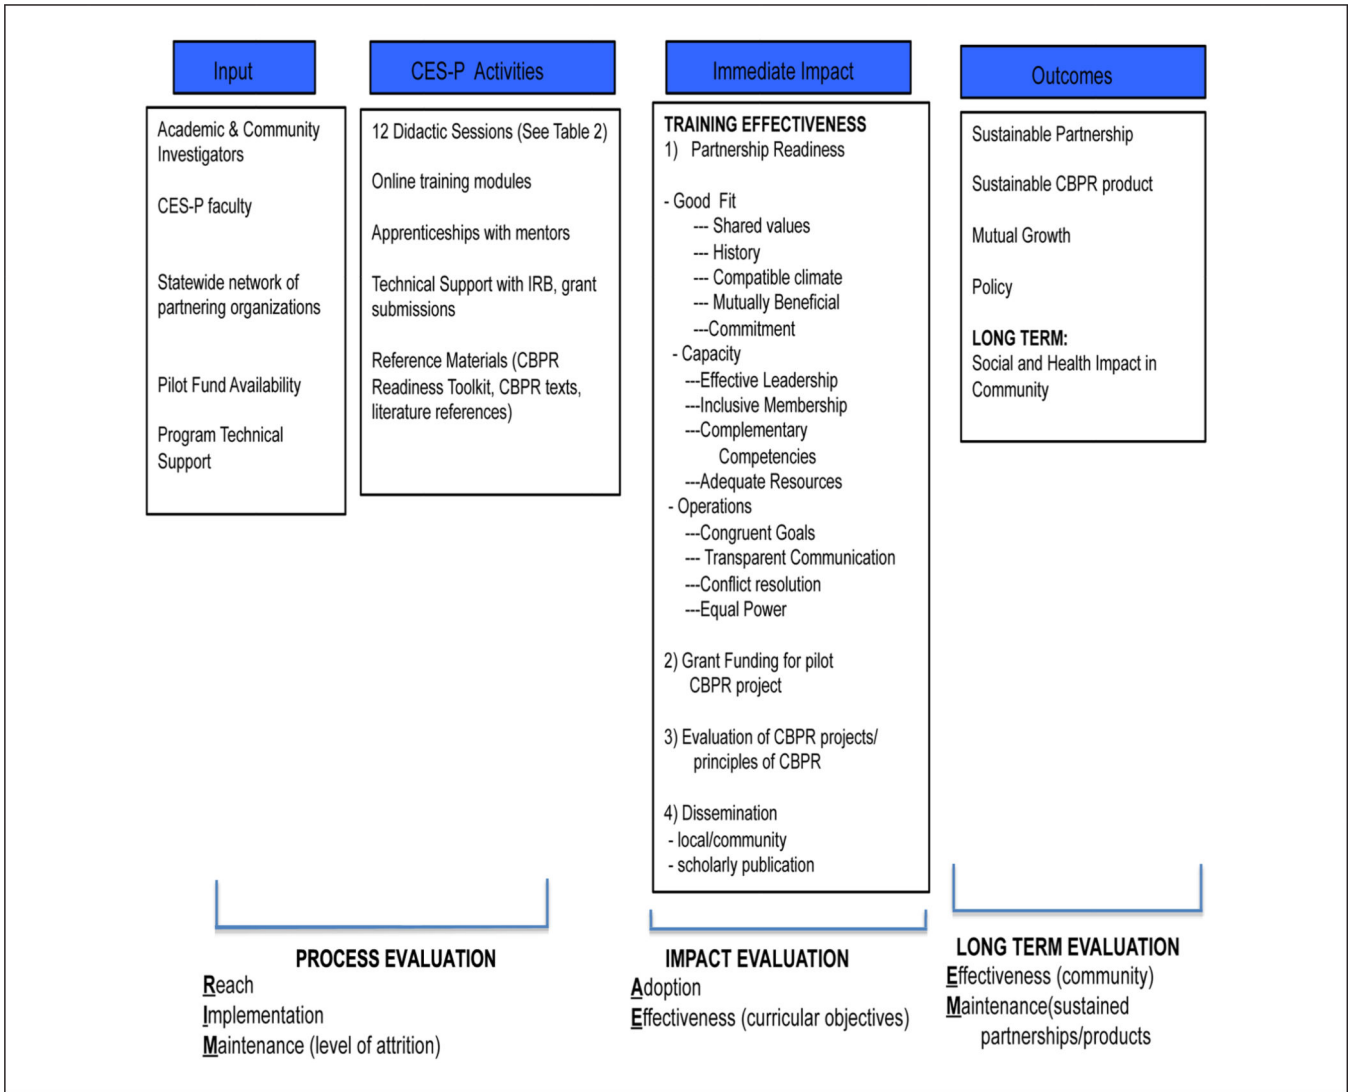 Input
Academic & Community
Investigators
CES-P faculty
Statewide network of
partnering organizations
Pilot Fund Availability
Program Technical
Support
CES-P Activities
12 Didactic Sessions (See Table 2)
Online training modules
Apprenticeships with mentors
Technical Support with IRB, grant
submissions
Reference Materials (CBPR
Readiness Toolkit, CBPR texts,
literature references)
Immediate Impact
TRAINING EFFECTIVENESS
1) Partnership Readiness
- Good Fit
--- Shared values
--- History
--- Compatible climate
--- Mutually Beneficial
---Commitment
- Capacity
---Effective Leadership
---Inclusive Membership
---Complementary
Competencies
---Adequate Resources
- Operations
---Congruent Goals
--- Transparent Communication
---Conflict resolution
---Equal Power
2) Grant Funding for pilot
CBPR project
3) Evaluation of CBPR projects/
principles of CBPR
4) Dissemination
- local/community
- scholarly publication
Outcomes
Sustainable Partnership
Sustainable CBPR product
Mutual Growth
Policy
LONG TERM:
Social and Health Impact in
Community
PROCESS EVALUATION
Reach
Implementation
Maintenance (level of attrition)
IMPACT EVALUATION
Adoption
Effectiveness (curricular objectives)
LONG TERM EVALUATION
Effectiveness (community)
Maintenance(sustained
partnerships/products